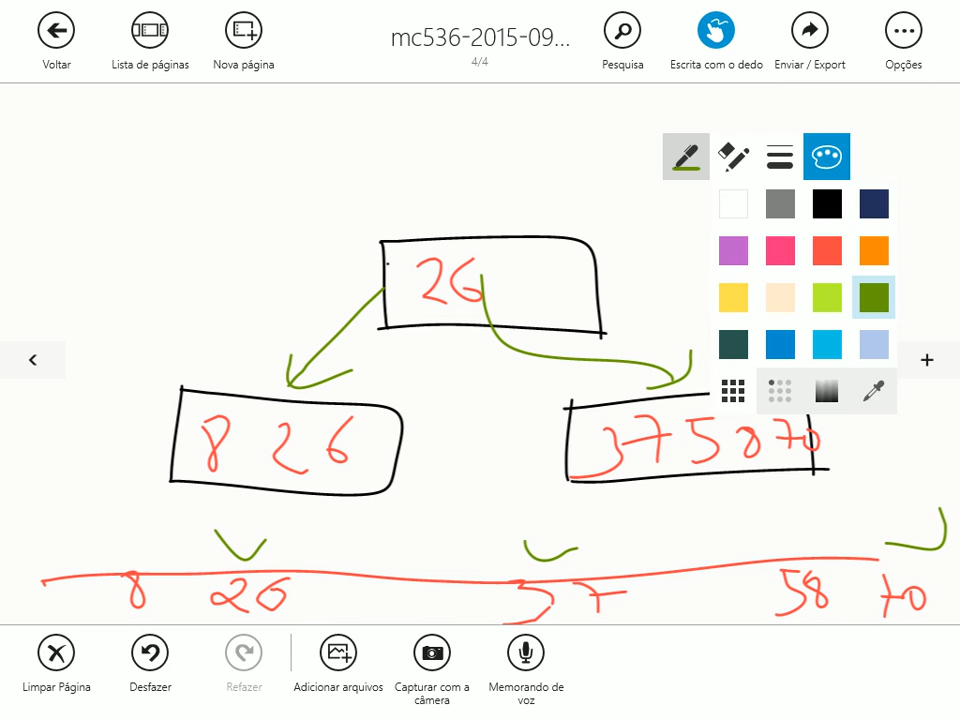 mc536-2015-09...
4/4
Voltar
Lista de páginas
Nova página
Pesquisa
Escrita com o dedo
Enviar / Export
Opções
26
8 26
37 58 70
8 26 37 58 70
Limpar Página
Desfazer
Refazer
Adicionar arquivos
Capturar com a
câmera
Memorando de
voz